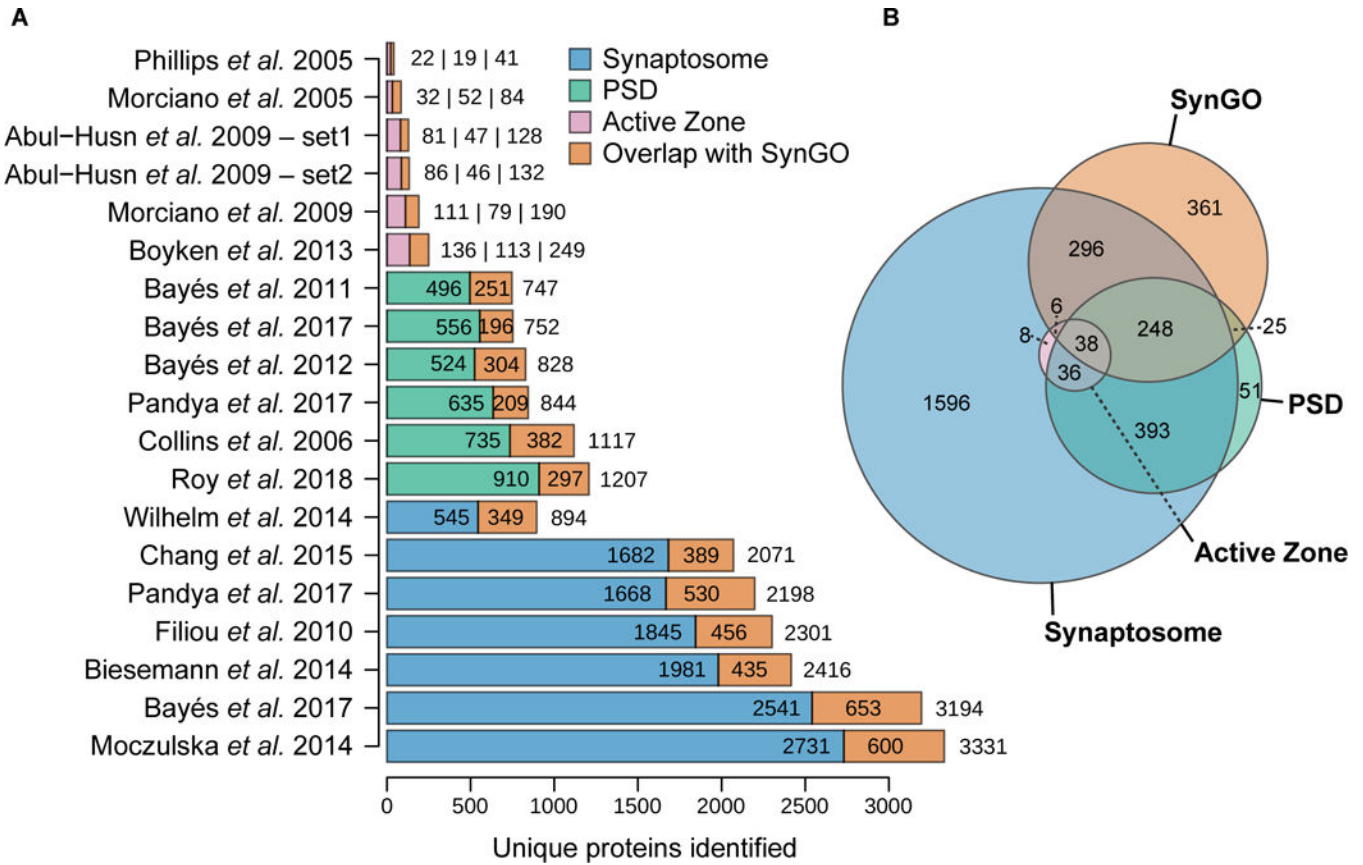 A
Phillips et al. 2005 22 | 19 | 41
Morciano et al. 2005 32 | 52 | 84
Abul−Husn et al. 2009 – set1 81 | 47 | 128
Abul−Husn et al. 2009 – set2 86 | 46 | 132
Morciano et al. 2009 111 | 79 | 190
Boyken et al. 2013 136 | 113 | 249
Bayés et al. 2011 496 251 747
Bayés et al. 2017 556 196 752
Bayés et al. 2012 524 304 828
Pandya et al. 2017 635 209 844
Collins et al. 2006 735 382 1117
Roy et al. 2018 910 297 1207
Wilhelm et al. 2014 545 349 894
Chang et al. 2015 1682 389 2071
Pandya et al. 2017 1668 530 2198
Filiou et al. 2010 1845 456 2301
Biesemann et al. 2014 1981 435 2416
Bayés et al. 2017 2541 653 3194
Moczulska et al. 2014 2731 600 3331
0 500 1000 1500 2000 2500 3000
Unique proteins identified
Synaptosome
PSD
Active Zone
Overlap with SynGO
B
SynGO
361
296
6
8
38
248
25
36
51
PSD
1596
393
Active Zone
Synaptosome